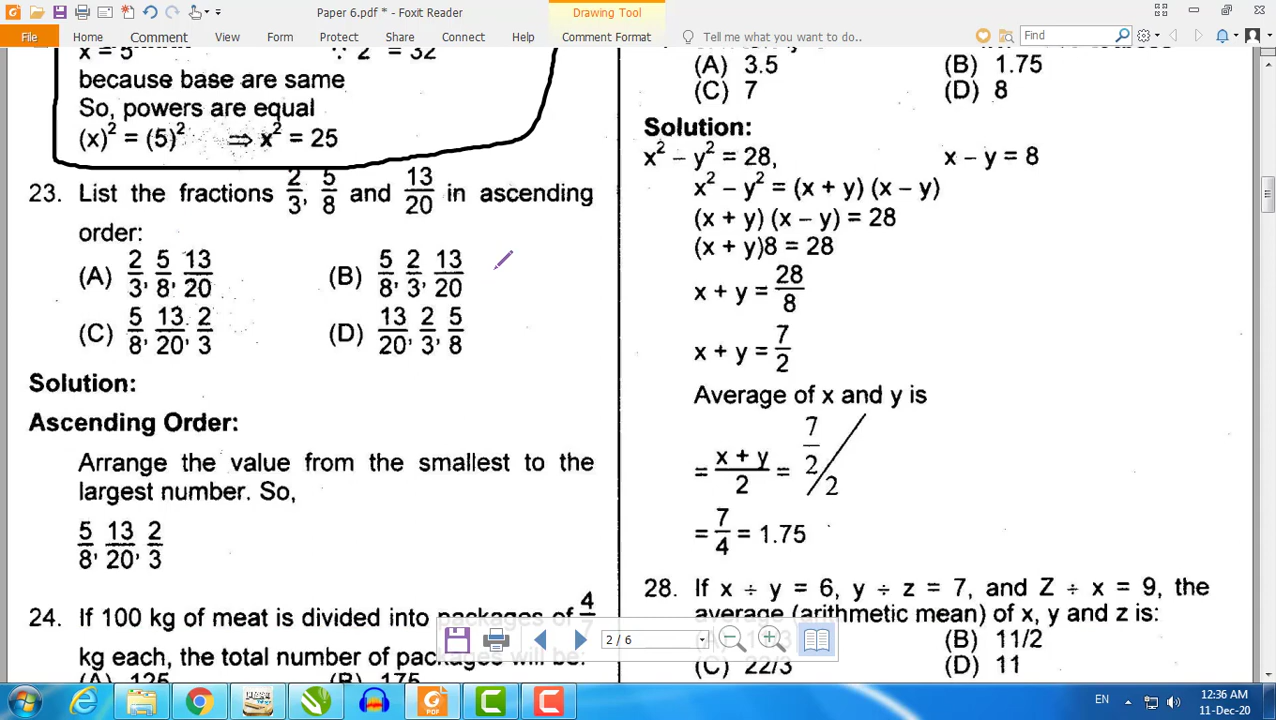 Paper 6.pdf * - Foxit Reader
Drawing Tool
File Home Comment View Form Protect Share Connect Help Comment Format Tell me what you want to do... Find
x = 5 ∵ 2 = 32
because base are same
So, powers are equal
(x)² = (5)² ⇒ x² = 25
23. List the fractions 2/3, 5/8 and 13/20 in ascending
order:
(A) 2/3, 5/8, 13/20 (B) 5/8, 2/3, 13/20
(C) 5/8, 13/20, 2/3 (D) 13/20, 2/3, 5/8
Solution:
Ascending Order:
Arrange the value from the smallest to the
largest number. So,
5/8, 13/20, 2/3
24. If 100 kg of meat is divided into packages of 4/7
kg each, the total number of packages will be:
(A) 125 (B) 175
(A) 3.5 (B) 1.75
(C) 7 (D) 8
Solution:
x² – y² = 28, x – y = 8
x² – y² = (x + y) (x – y)
(x + y) (x – y) = 28
(x + y)8 = 28
x + y = 28/8
x + y = 7/2
Average of x and y is
= x + y/2 = 7/2/2
= 7/4 = 1.75
28. If x ÷ y = 6, y ÷ z = 7, and Z ÷ x = 9, the
average (arithmetic mean) of x, y and z is:
(B) 11/2
(C) 22/3 (D) 11
2 / 6
EN 12:36 AM
11-Dec-20